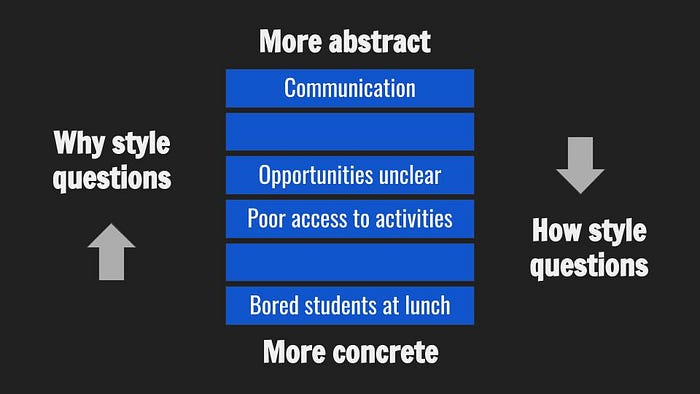 More abstract
Communication
Why style
questions
Opportunities unclear
Poor access to activities
How style
questions
Bored students at lunch
More concrete